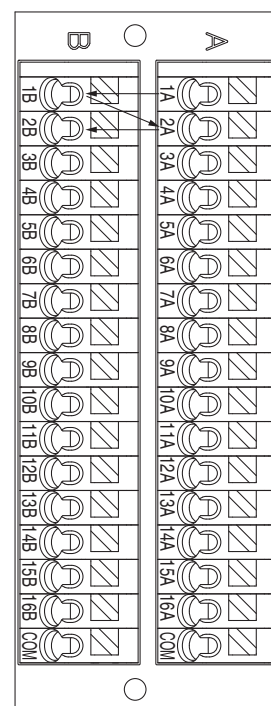 B A
1B 1A
2B 2A
3B 3A
4B 4A
5B 5A
6B 6A
7B 7A
8B 8A
9B 9A
10B 10A
11B 11A
12B 12A
13B 13A
14B 14A
15B 15A
16B 16A
COM COM